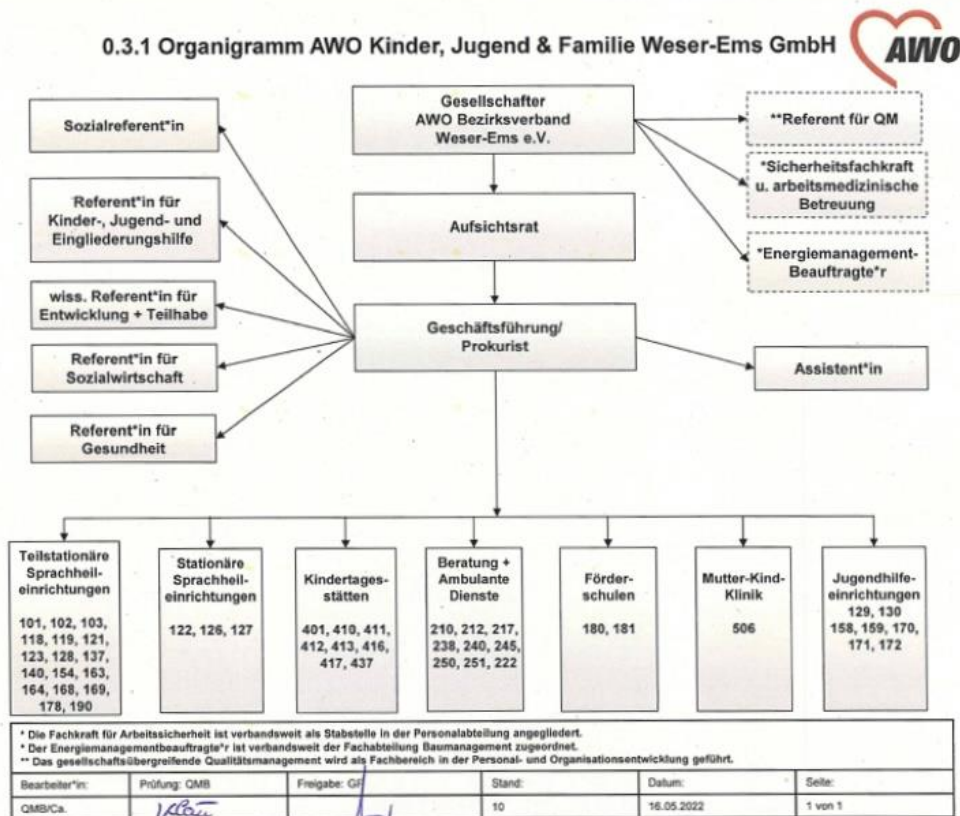 0.3.1 Organigramm AWO Kinder, Jugend & Familie Weser-Ems GmbH
AWO
Sozialreferent*in
Referent*in für
Kinder-, Jugend- und
Eingliederungshilfe
wiss. Referent*in für
Entwicklung + Teilhabe
Referent*in für
Sozialwirtschaft
Referent*in für
Gesundheit
Gesellschafter
AWO Bezirksverband
Weser-Ems e.V.
Aufsichtsrat
Geschäftsführung/
Prokurist
**Referent für QM
*Sicherheitsfachkraft
u. arbeitsmedizinische
Betreuung
*Energiemanagement-
Beauftragte*r
Assistent*in
Teilstationäre
Sprachheil-
einrichtungen
101, 102, 103,
118, 119, 121,
123, 128, 137,
140, 154, 163,
164, 168, 169,
178, 190
Stationäre
Sprachheil-
einrichtungen
122, 126, 127
Kindertages-
stätten
401, 410, 411,
412, 413, 416,
417, 437
Beratung +
Ambulante
Dienste
210, 212, 217,
238, 240, 245,
250, 251, 222
Förder-
schulen
180, 181
Mutter-Kind-
Klinik
506
Jugendhilfe-
einrichtungen
129, 130
158, 159, 170,
171, 172
* Die Fachkraft für Arbeitssicherheit ist verbandsweit als Stabstelle in der Personalabteilung angegliedert.
* Der Energiemanagementbeauftragte*r ist verbandsweit der Fachabteilung Baumanagement zugeordnet.
** Das gesellschaftsübergreifende Qualitätsmanagement wird als Fachbereich in der Personal- und Organisationsentwicklung geführt.
Bearbeiter*in: Prüfung: QMB Freigabe: GF Stand: Datum: Seite:
QMB/Ca. 10 16.05.2022 1 von 1